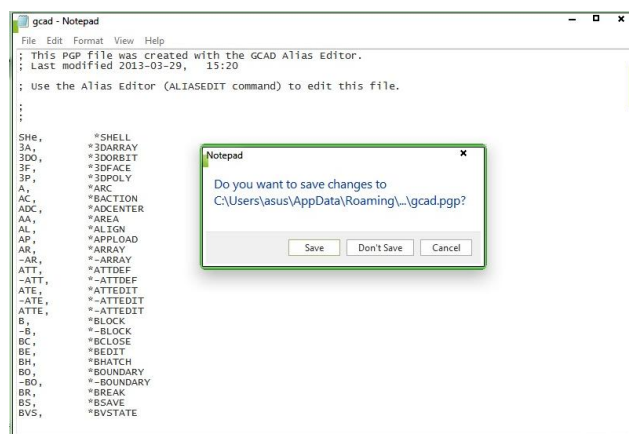 gcad - Notepad
File Edit Format View Help
; This PGP file was created with the GCAD Alias Editor.
; Last modified 2013-03-29,   15:20
; Use the Alias Editor (ALIASEDIT command) to edit this file.
;
;
SHe,       *SHELL
3A,        *3DARRAY
3DO,       *3DORBIT
3F,        *3DFACE
3P,        *3DPOLY
A,         *ARC
AC,        *BACTION
ADC,       *ADCENTER
AA,        *AREA
AL,        *ALIGN
AP,        *APPLOAD
AR,        *ARRAY
-AR,       *-ARRAY
ATT,       *ATTDEF
-ATT,      *-ATTDEF
ATE,       *ATTEDIT
-ATE,      *-ATTEDIT
ATTE,      *-ATTEDIT
B,         *BLOCK
-B,        *-BLOCK
BC,        *BCLOSE
BE,        *BEDIT
BH,        *BHATCH
BO,        *BOUNDARY
-BO,       *-BOUNDARY
BR,        *BREAK
BS,        *BSAVE
BVS,       *BVSTATE
Notepad
Do you want to save changes to
C:\Users\asus\AppData\Roaming\...\gcad.pgp?
Save Don't Save Cancel